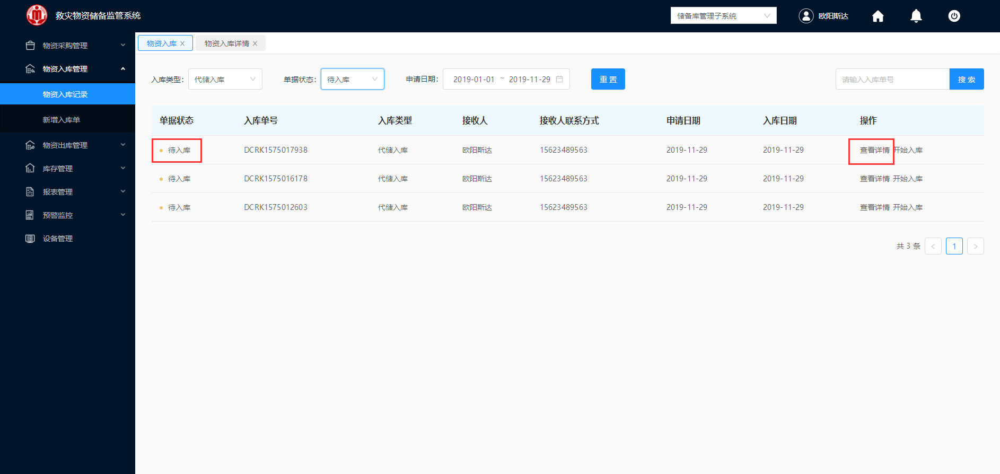 救灾物资储备监管系统 储备库管理子系统 欧阳斯达
物资采购管理
物资入库管理
物资入库记录
新增入库单
物资出库管理
库存管理
报表管理
预警监控
设备管理
物资入库 物资入库详情
入库类型: 代储入库 单据状态: 待入库 申请日期: 2019-01-01 ~ 2019-11-29 重 置 请输入入库单号 搜 索
单据状态 入库单号 入库类型 接收人 接收人联系方式 申请日期 入库日期 操作
待入库 DCRK1575017938 代储入库 欧阳斯达 15623489563 2019-11-29 2019-11-29 查看详情 开始入库
待入库 DCRK1575016178 代储入库 欧阳斯达 15623489563 2019-11-29 2019-11-29 查看详情 开始入库
待入库 DCRK1575012603 代储入库 欧阳斯达 15623489563 2019-11-29 2019-11-29 查看详情 开始入库
共 3 条 < 1 >